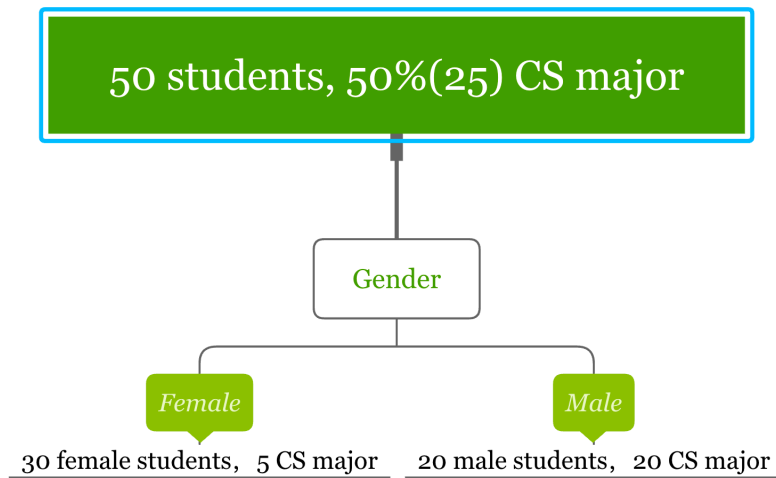 50 students, 50%(25) CS major
Gender
Female
Male
30 female students, 5 CS major
20 male students, 20 CS major